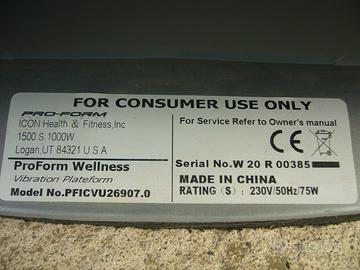 FOR CONSUMER USE ONLY
PRO-FORM
ICON Health & Fitness,Inc
1500 S. 1000W
Logan,UT 84321 U.S.A
ProForm Wellness
Vibration Plateform
Model No.PFICVU26907.0
For Service Refer to Owner's manual
CE
Serial No.W 20 R 00385
MADE IN CHINA
RATING (S) : 230V/50Hz/75W